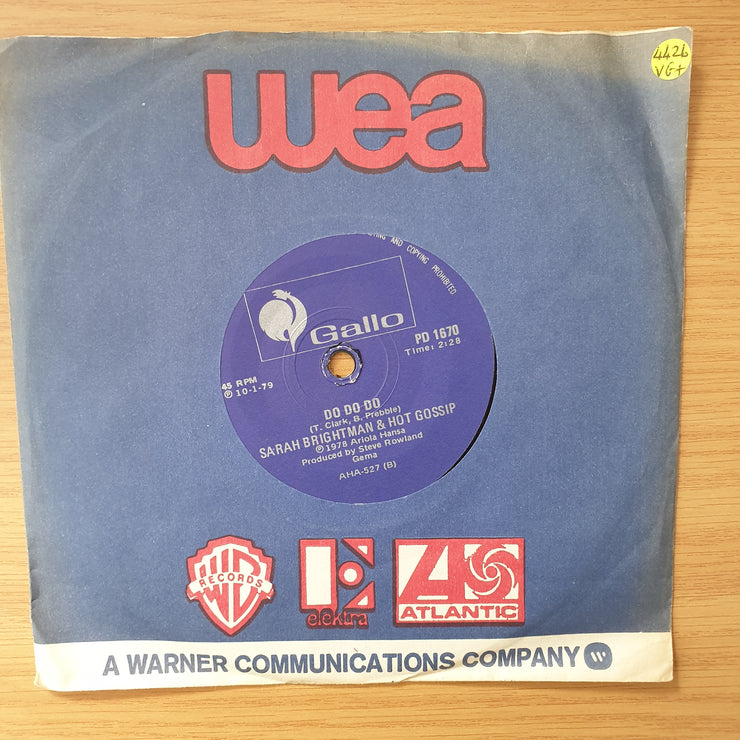 wea
4426
VG+
AND COPYING PROHIBITED
Gallo
PD 1670
Time: 2:28
45 RPM
℗ 10-1-79
DO DO DO
(T. Clark, B. Prebble)
SARAH BRIGHTMAN & HOT GOSSIP
℗ 1978 Ariola Hansa
Produced by Steve Rowland
Gema
AHA-527 (B)
WB
RECORDS
elektra
ATLANTIC
A WARNER COMMUNICATIONS COMPANY